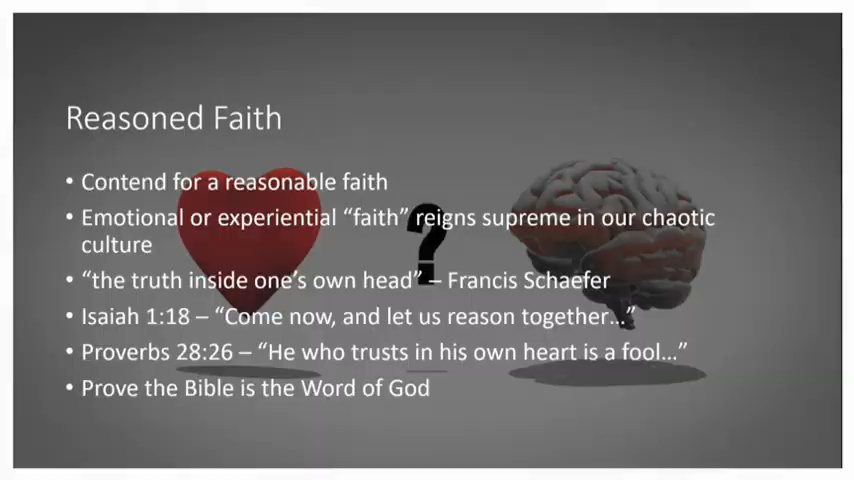 Reasoned Faith
• Contend for a reasonable faith
• Emotional or experiential “faith” reigns supreme in our chaotic
culture
• “the truth inside one’s own head” – Francis Schaefer
• Isaiah 1:18 – “Come now, and let us reason together…”
• Proverbs 28:26 – “He who trusts in his own heart is a fool…”
• Prove the Bible is the Word of God
?